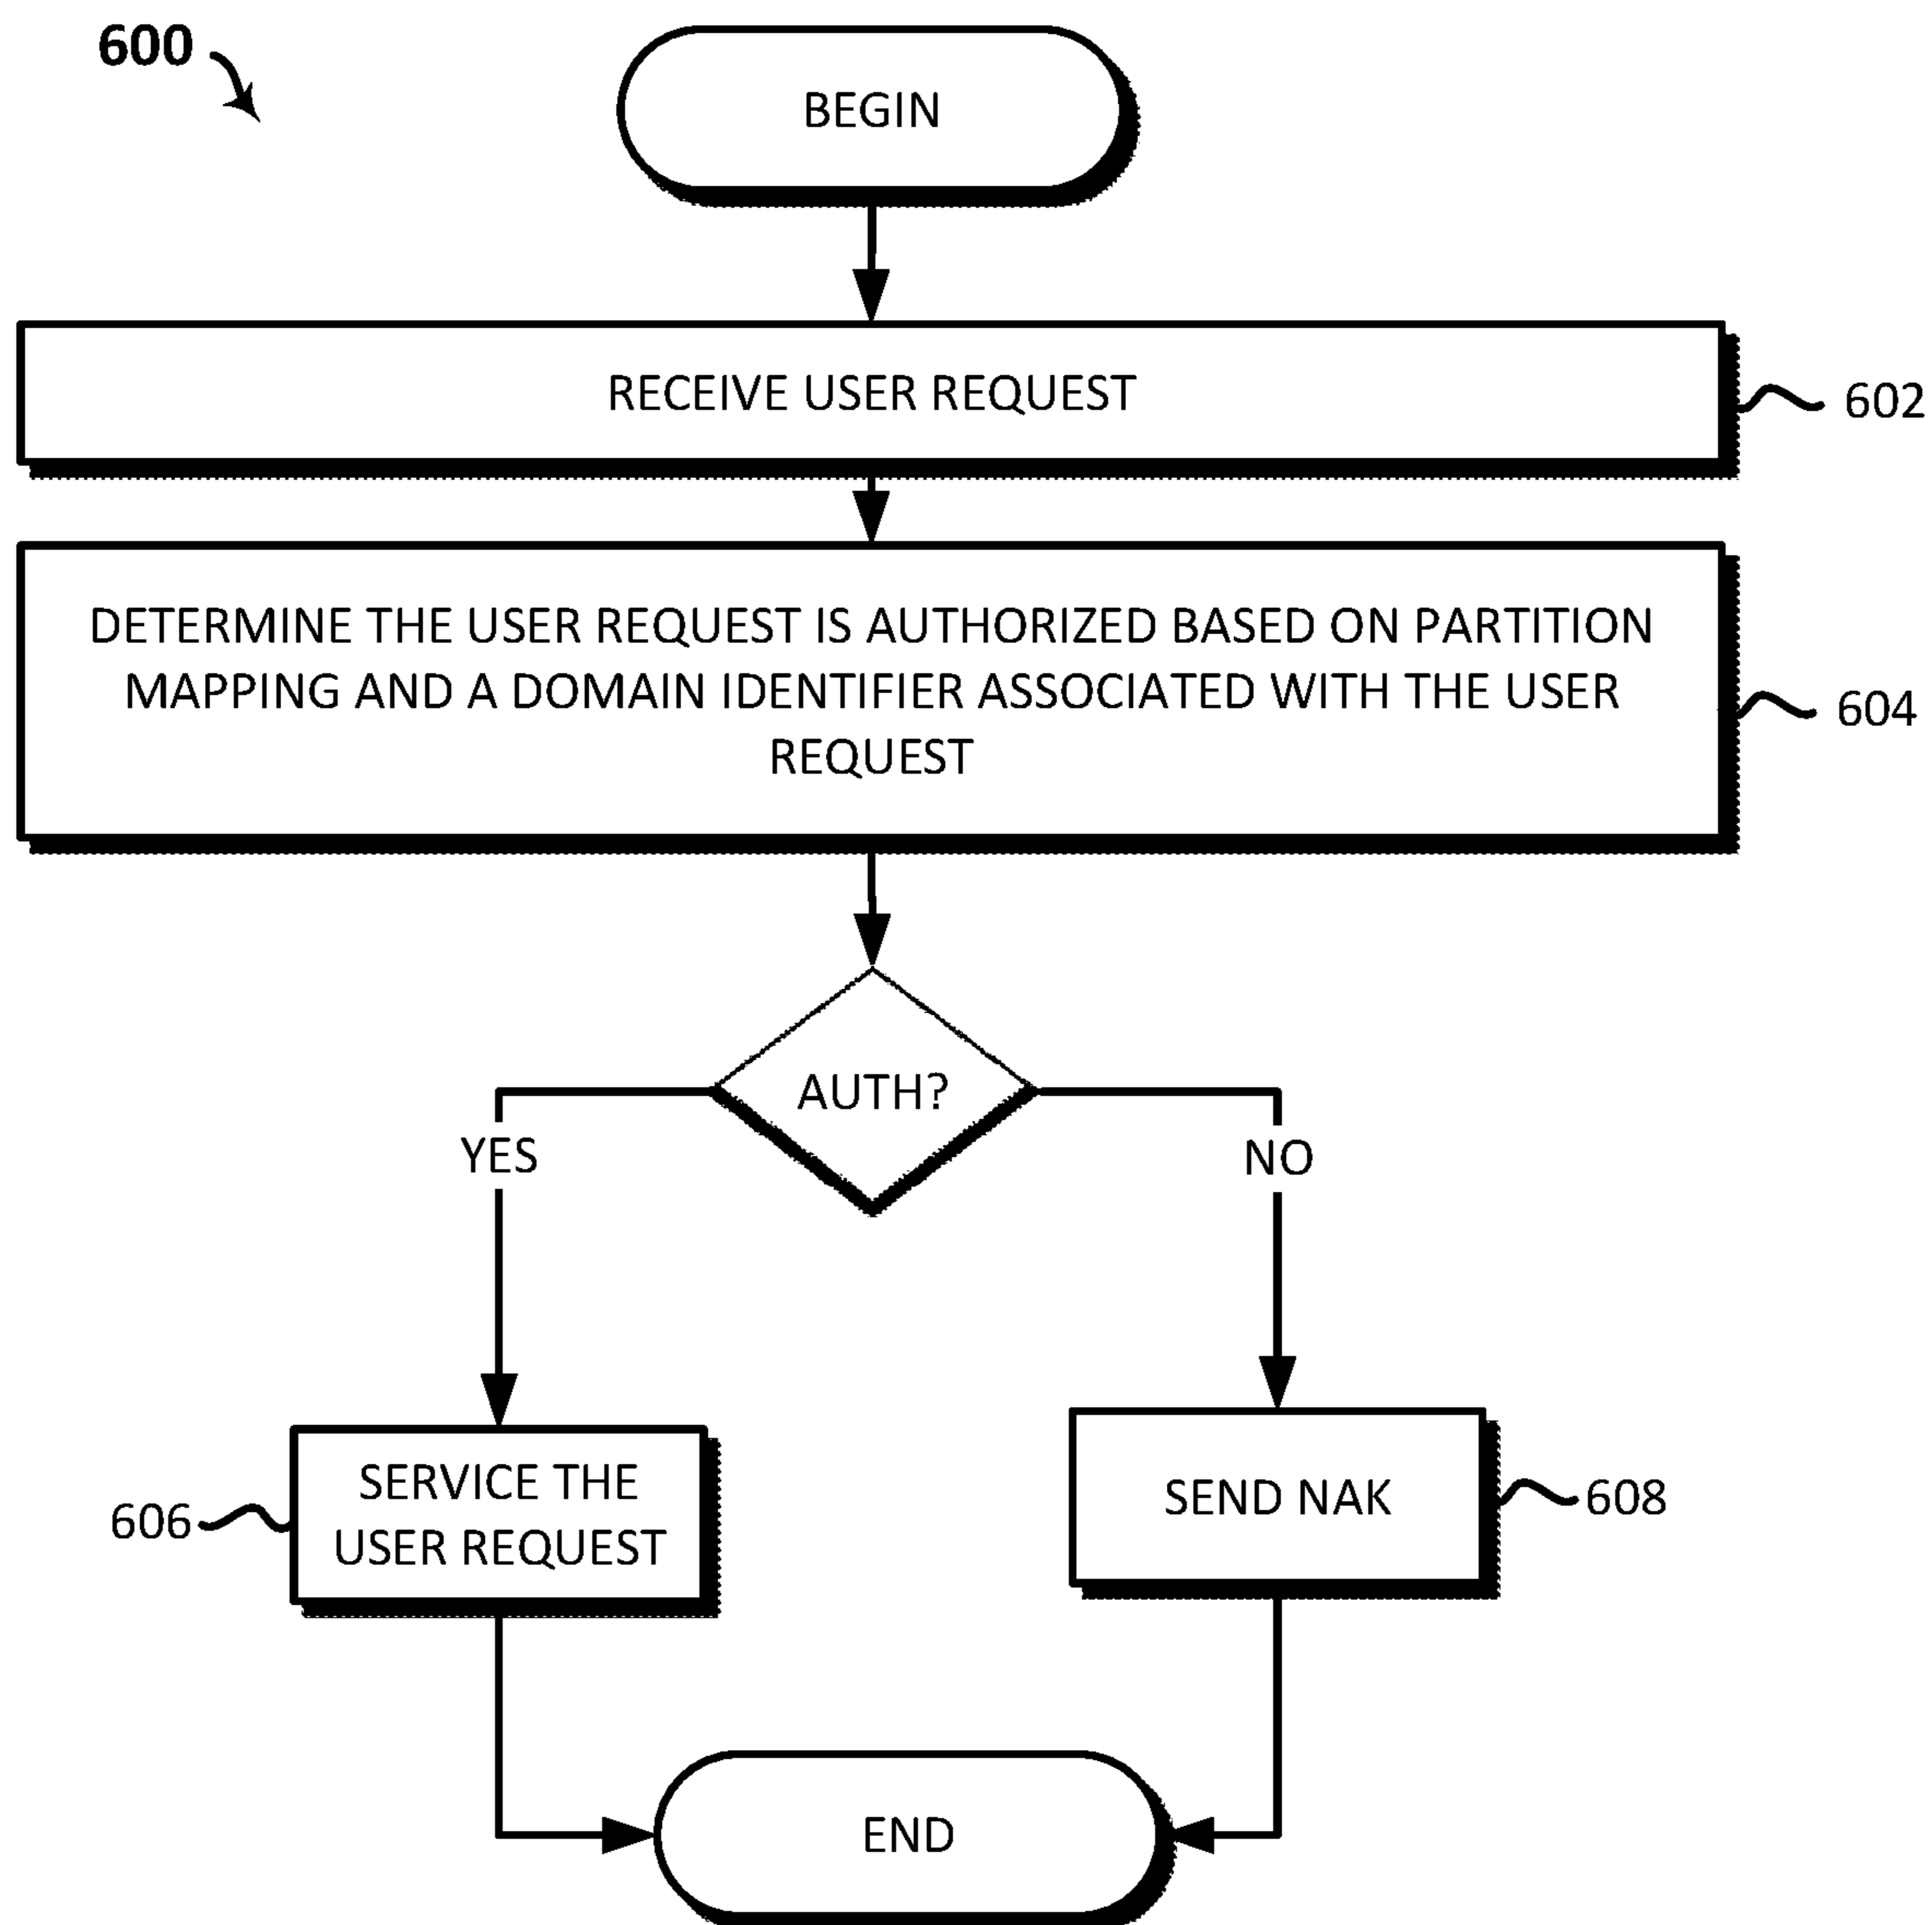 600
BEGIN
RECEIVE USER REQUEST
602
DETERMINE THE USER REQUEST IS AUTHORIZED BASED ON PARTITION
MAPPING AND A DOMAIN IDENTIFIER ASSOCIATED WITH THE USER
REQUEST
604
AUTH?
YES
NO
SERVICE THE
USER REQUEST
606
SEND NAK
608
END